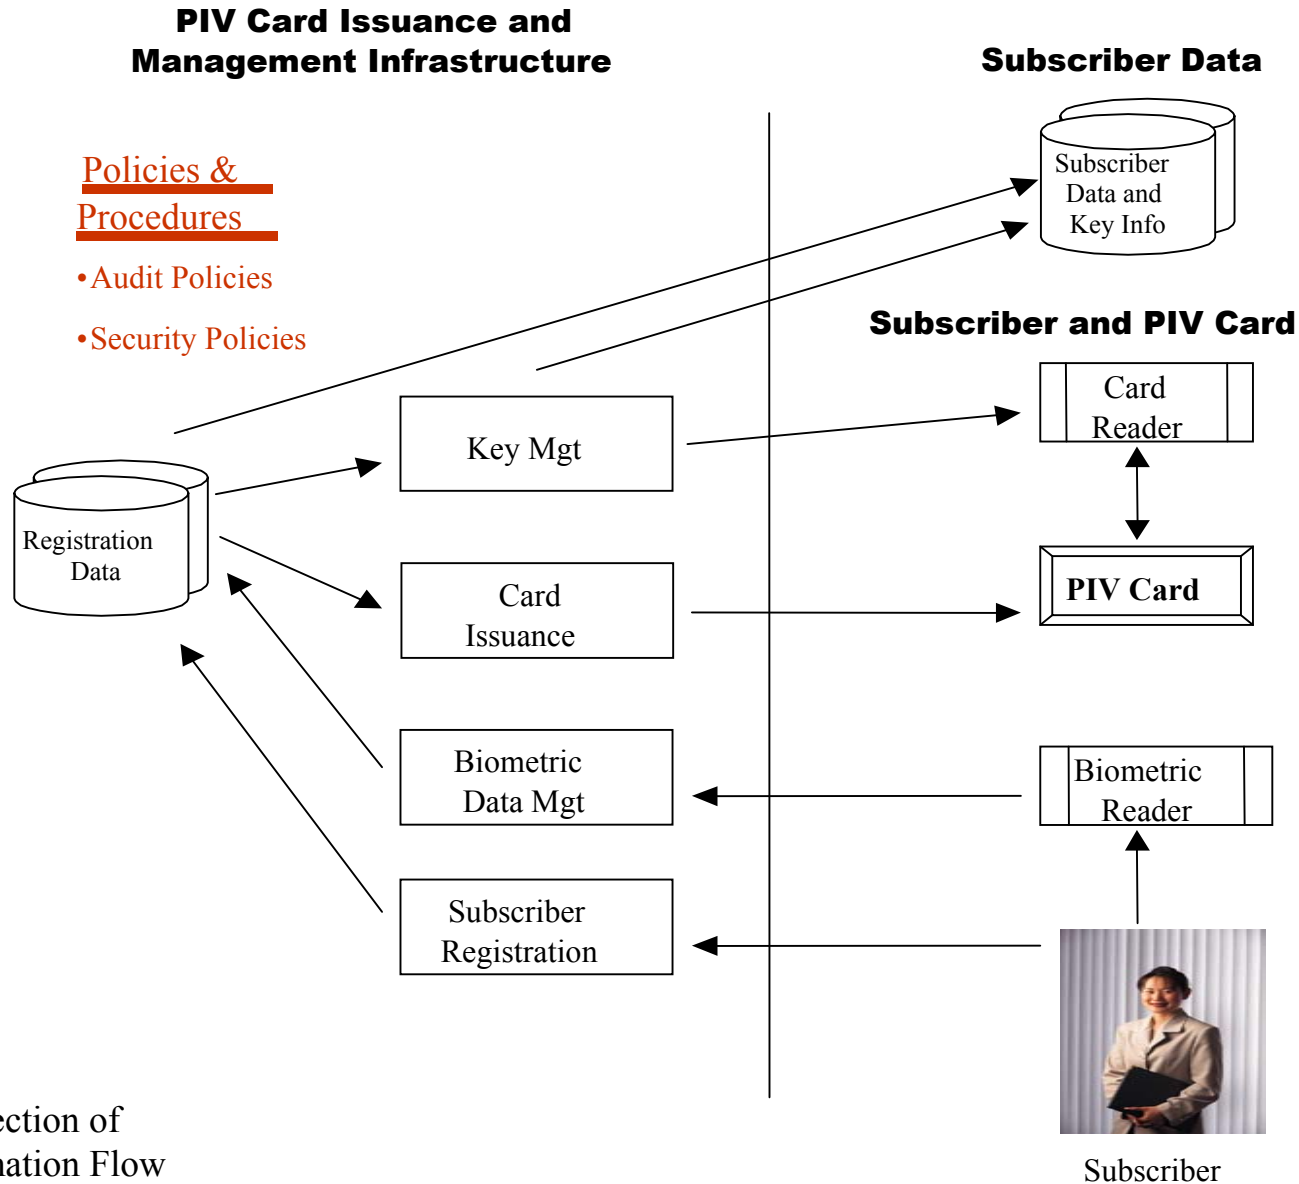 PIV Card Issuance and
Management Infrastructure
Subscriber Data
Policies &
Procedures
•Audit Policies
•Security Policies
Subscriber
Data and
Key Info
Subscriber and PIV Card
Card
Reader
Key Mgt
Registration
Data
Card
Issuance
PIV Card
Biometric
Data Mgt
Biometric
Reader
Subscriber
Registration
ection of
nation Flow
Subscriber